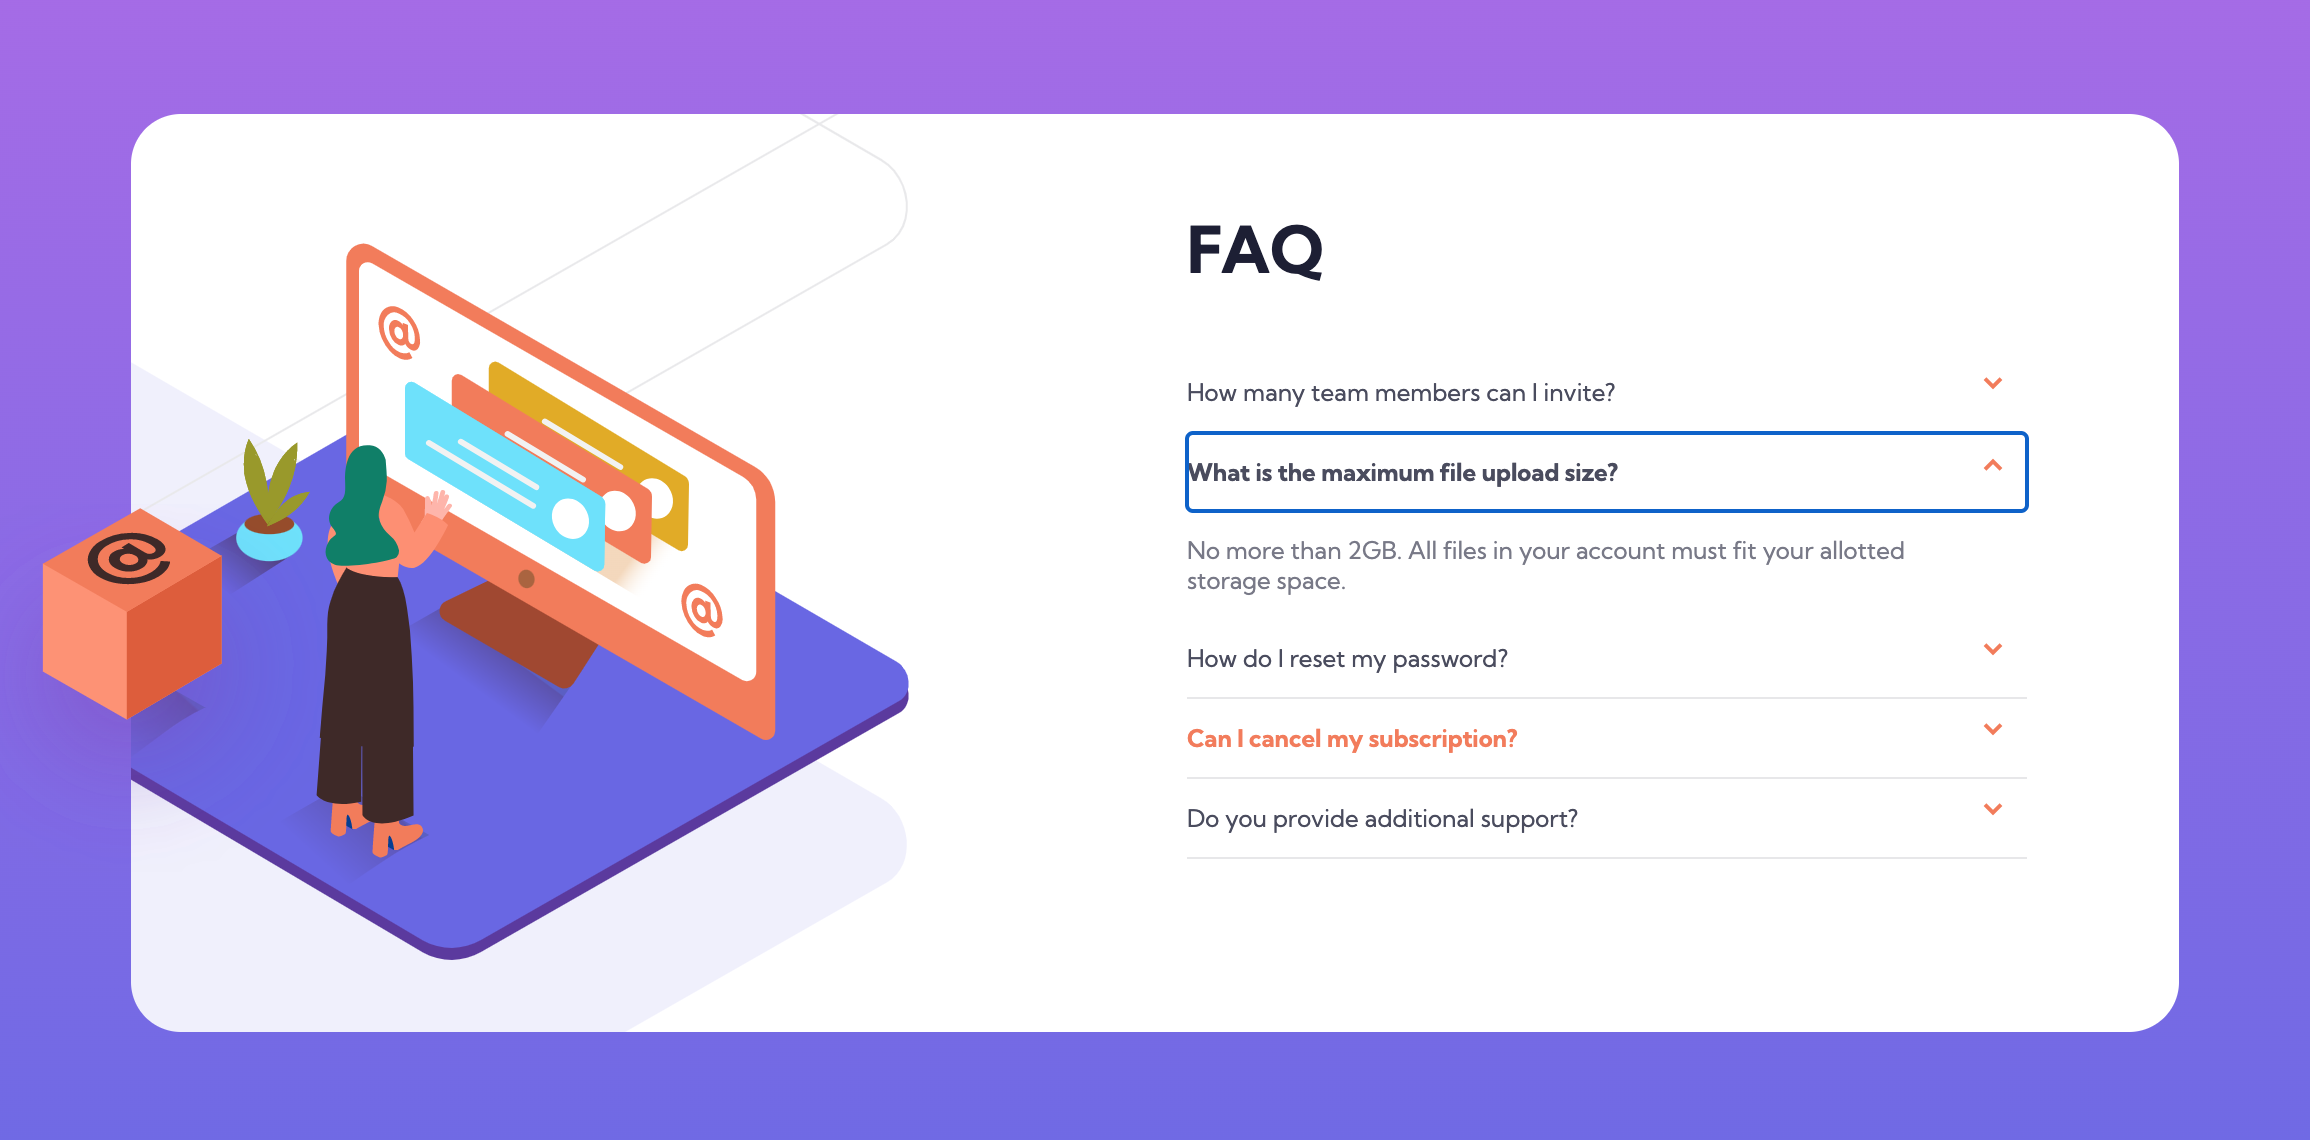 FAQ
How many team members can I invite?
What is the maximum file upload size?
No more than 2GB. All files in your account must fit your allotted
storage space.
How do I reset my password?
Can I cancel my subscription?
Do you provide additional support?
@
@
@